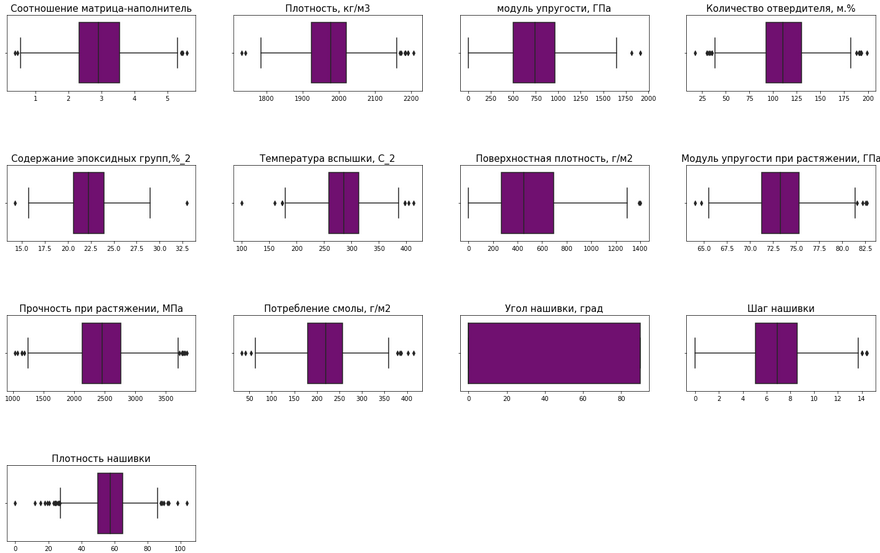 Соотношение матрица-наполнитель
1 2 3 4 5
Плотность, кг/м3
1800 1900 2000 2100 2200
модуль упругости, ГПа
0 250 500 750 1000 1250 1500 1750 2000
Количество отвердителя, м.%
25 50 75 100 125 150 175 200
Содержание эпоксидных групп,%_2
15.0 17.5 20.0 22.5 25.0 27.5 30.0 32.5
Температура вспышки, С_2
100 150 200 250 300 350 400
Поверхностная плотность, г/м2
0 200 400 600 800 1000 1200 1400
Модуль упругости при растяжении, ГПа
65.0 67.5 70.0 72.5 75.0 77.5 80.0 82.5
Прочность при растяжении, МПа
1000 1500 2000 2500 3000 3500
Потребление смолы, г/м2
50 100 150 200 250 300 350 400
Угол нашивки, град
0 20 40 60 80
Шаг нашивки
0 2 4 6 8 10 12 14
Плотность нашивки
0 20 40 60 80 100